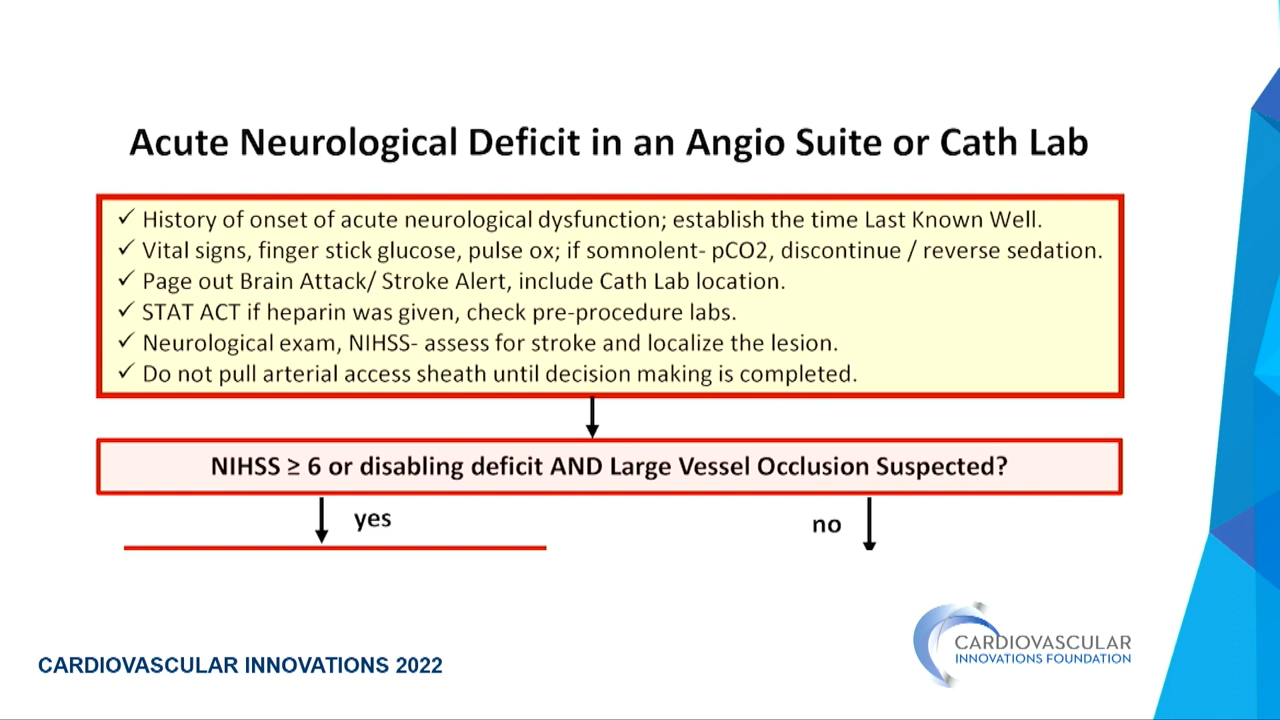 Acute Neurological Deficit in an Angio Suite or Cath Lab
✓ History of onset of acute neurological dysfunction; establish the time Last Known Well.
✓ Vital signs, finger stick glucose, pulse ox; if somnolent- pCO2, discontinue / reverse sedation.
✓ Page out Brain Attack/ Stroke Alert, include Cath Lab location.
✓ STAT ACT if heparin was given, check pre-procedure labs.
✓ Neurological exam, NIHSS- assess for stroke and localize the lesion.
✓ Do not pull arterial access sheath until decision making is completed.
NIHSS ≥ 6 or disabling deficit AND Large Vessel Occlusion Suspected?
yes
no
CARDIOVASCULAR
INNOVATIONS FOUNDATION
CARDIOVASCULAR INNOVATIONS 2022